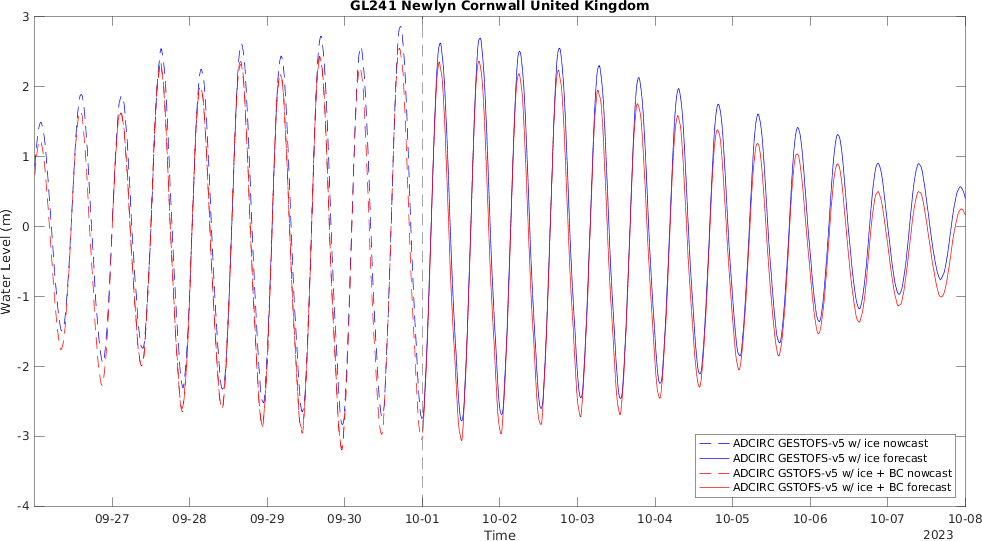 GL241 Newlyn Cornwall United Kingdom
Water Level (m)
3
2
1
0
-1
-2
-3
-4
09-27 09-28 09-29 09-30 10-01 10-02 10-03 10-04 10-05 10-06 10-07 10-08
2023
Time
ADCIRC GESTOFS-v5 w/ ice nowcast
ADCIRC GESTOFS-v5 w/ ice forecast
ADCIRC GSTOFS-v5 w/ ice + BC nowcast
ADCIRC GSTOFS-v5 w/ ice + BC forecast